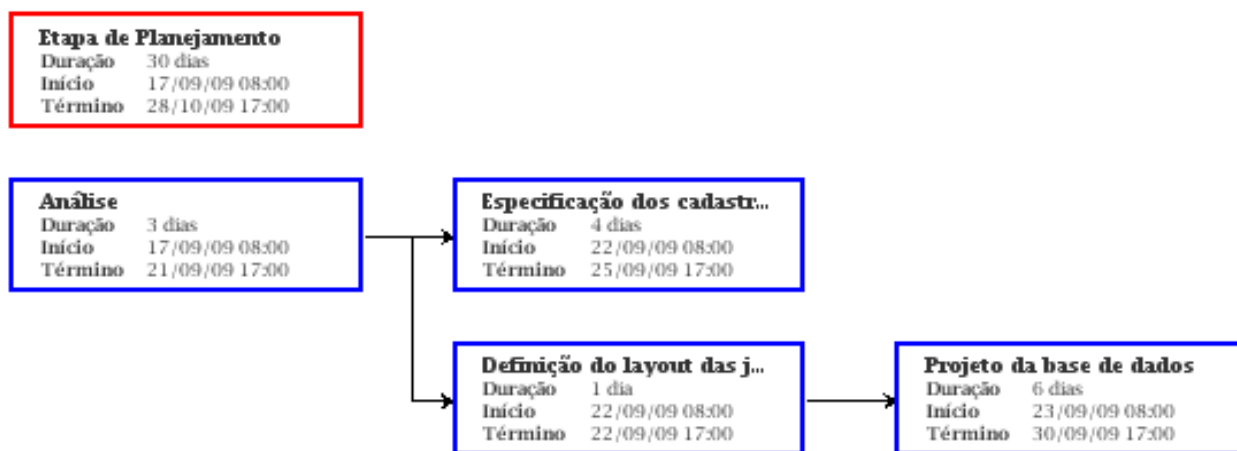 Etapa de Planejamento
Duração 30 dias
Início 17/09/09 08:00
Término 28/10/09 17:00
Análise
Duração 3 dias
Início 17/09/09 08:00
Término 21/09/09 17:00
Especificação dos cadastr...
Duração 4 dias
Início 22/09/09 08:00
Término 25/09/09 17:00
Definição do layout das j...
Duração 1 dia
Início 22/09/09 08:00
Término 22/09/09 17:00
Projeto da base de dados
Duração 6 dias
Início 23/09/09 08:00
Término 30/09/09 17:00